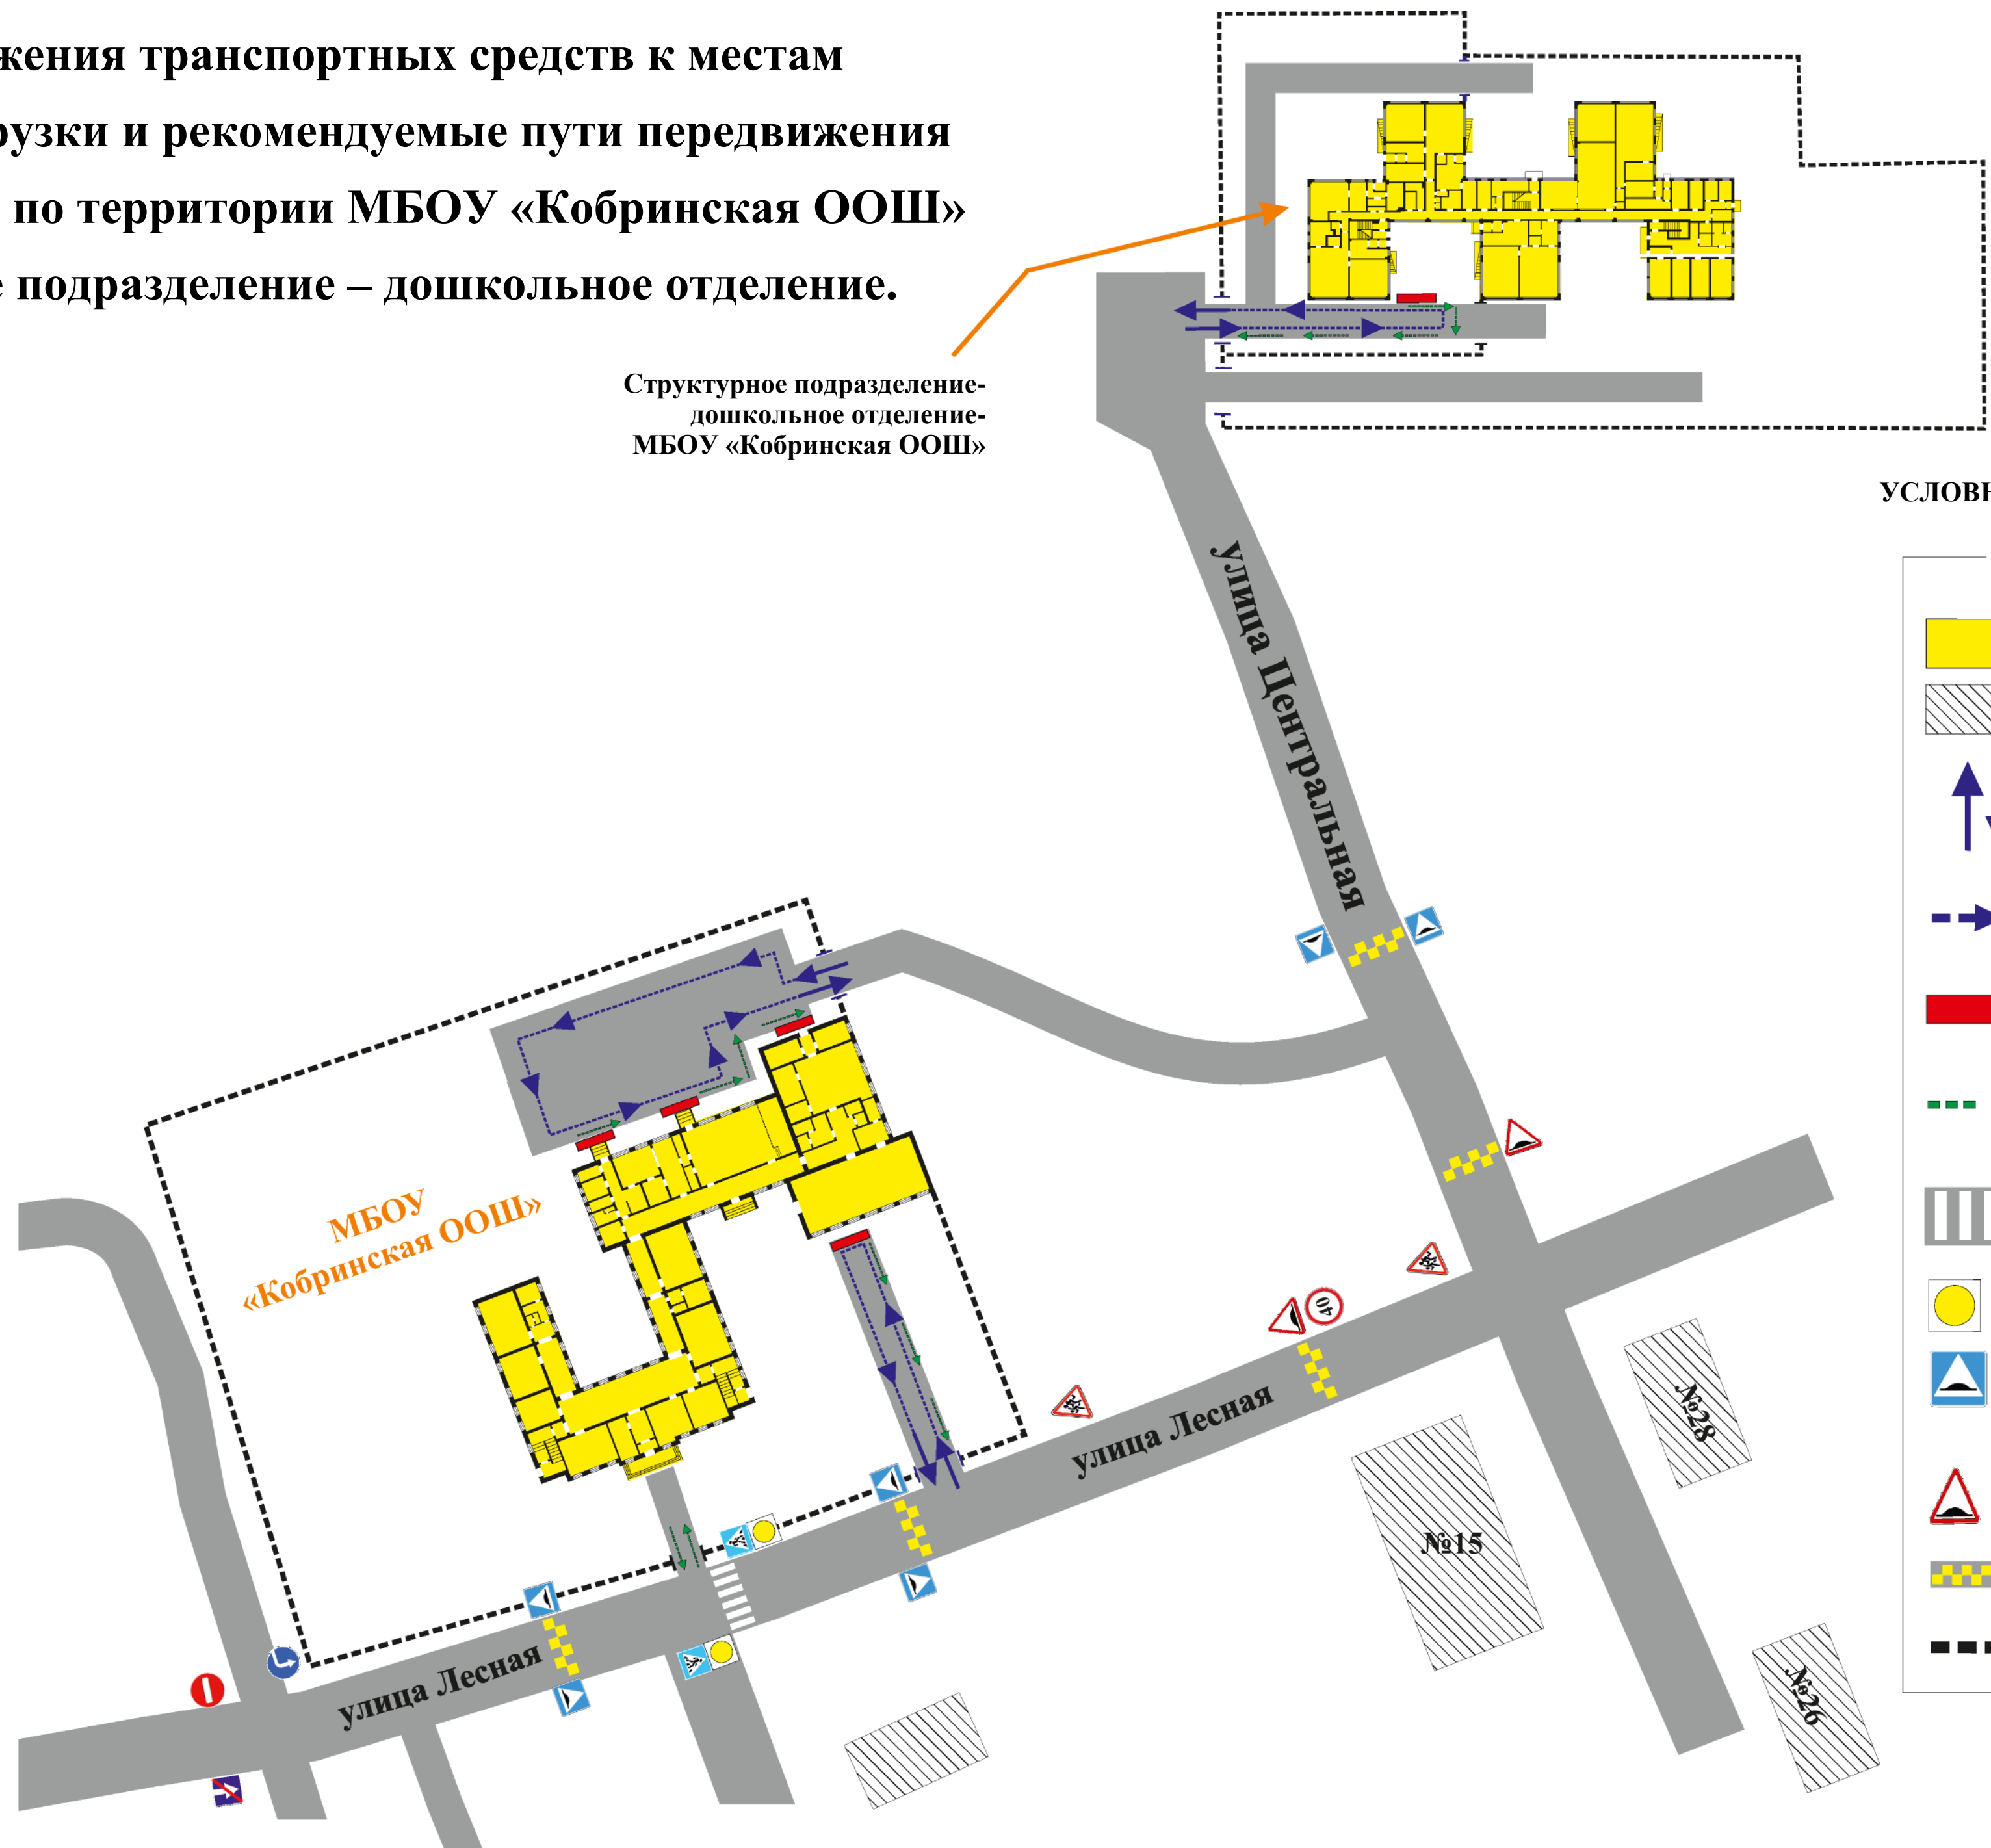 жения транспортных средств к местам
рузки и рекомендуемые пути передвижения
по территории МБОУ «Кобринская ООШ»
е подразделение – дошкольное отделение.
Структурное подразделение-
дошкольное отделение-
МБОУ «Кобринская ООШ»
УСЛОВН
улица Центральная
МБОУ
«Кобринская ООШ»
40
улица Лесная
№28
№15
улица Лесная
№26